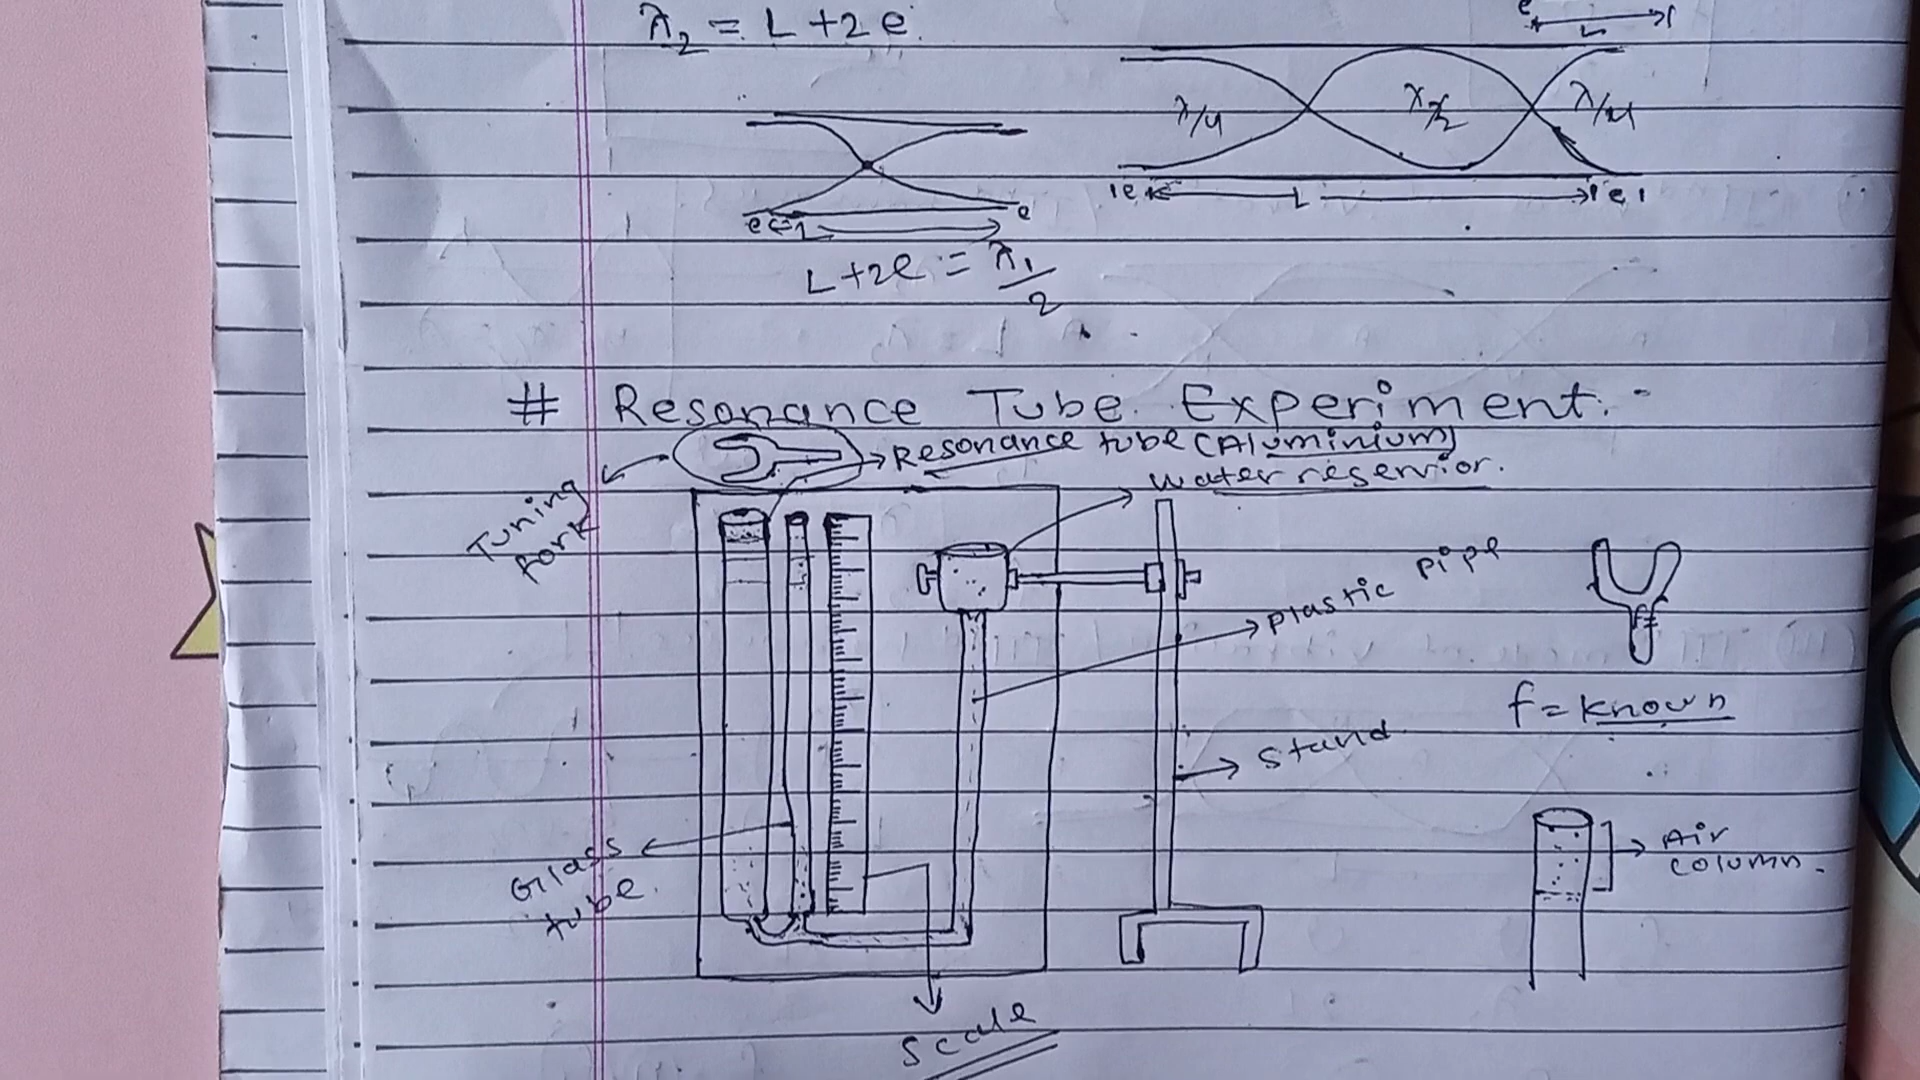 λ₂ = L+2e
e L
λ/4 λ/2 λ/4
e L e
e L e
L+2e = λ₁/2
# Resonance Tube Experiment.-
Resonance tube (Aluminium)
Water reservior.
Tuning
fork
plastic pipe
f = known
stand
Glass
tube.
Air
column.
Scale